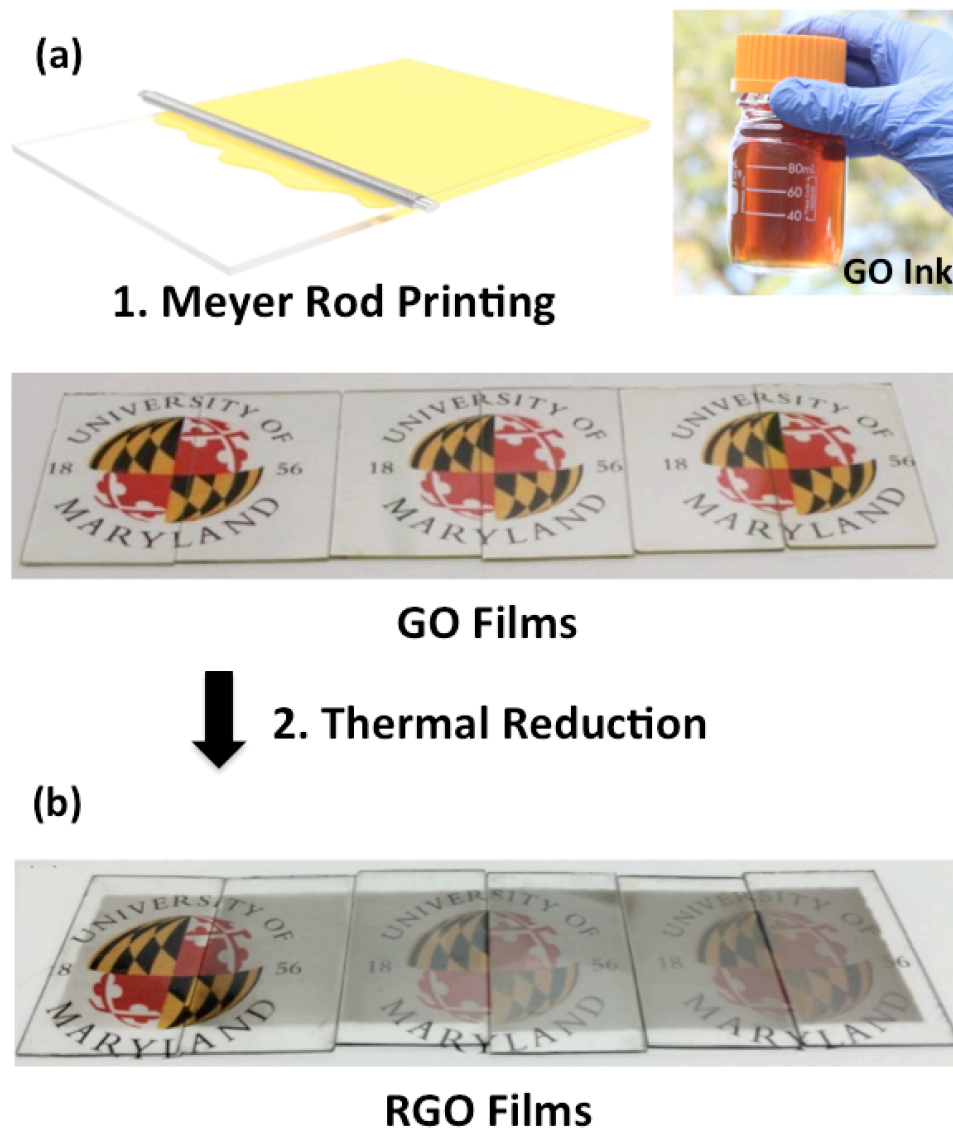 (a)
80mL
60
40
GO Ink
1. Meyer Rod Printing
UNIVERSITY OF
18 56
MARYLAND
UNIVERSITY OF
18 56
MARYLAND
UNIVERSITY OF
18 56
MARYLAND
GO Films
2. Thermal Reduction
(b)
UNIVERSITY OF
8 56
MARYLAND
UNIVERSITY OF
18 56
MARYLAND
UNIVERSITY OF
18 56
MARYLAND
RGO Films